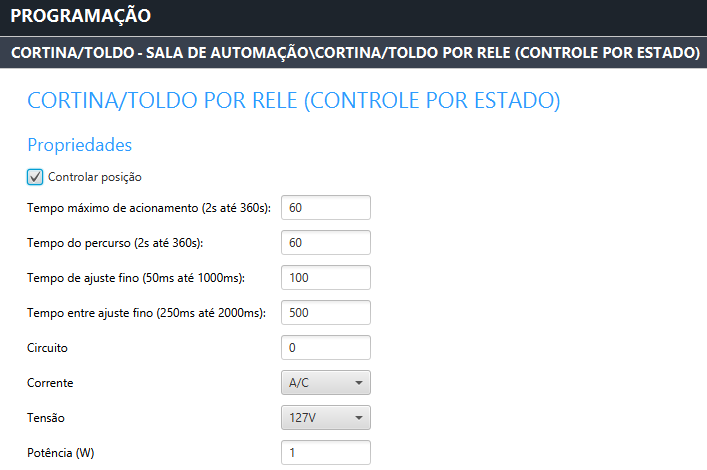 PROGRAMAÇÃO
CORTINA/TOLDO - SALA DE AUTOMAÇÃO\CORTINA/TOLDO POR RELE (CONTROLE POR ESTADO)
CORTINA/TOLDO POR RELE (CONTROLE POR ESTADO)
Propriedades
Controlar posição
Tempo máximo de acionamento (2s até 360s): 60
Tempo do percurso (2s até 360s): 60
Tempo de ajuste fino (50ms até 1000ms): 100
Tempo entre ajuste fino (250ms até 2000ms): 500
Circuito 0
Corrente A/C
Tensão 127V
Potência (W) 1